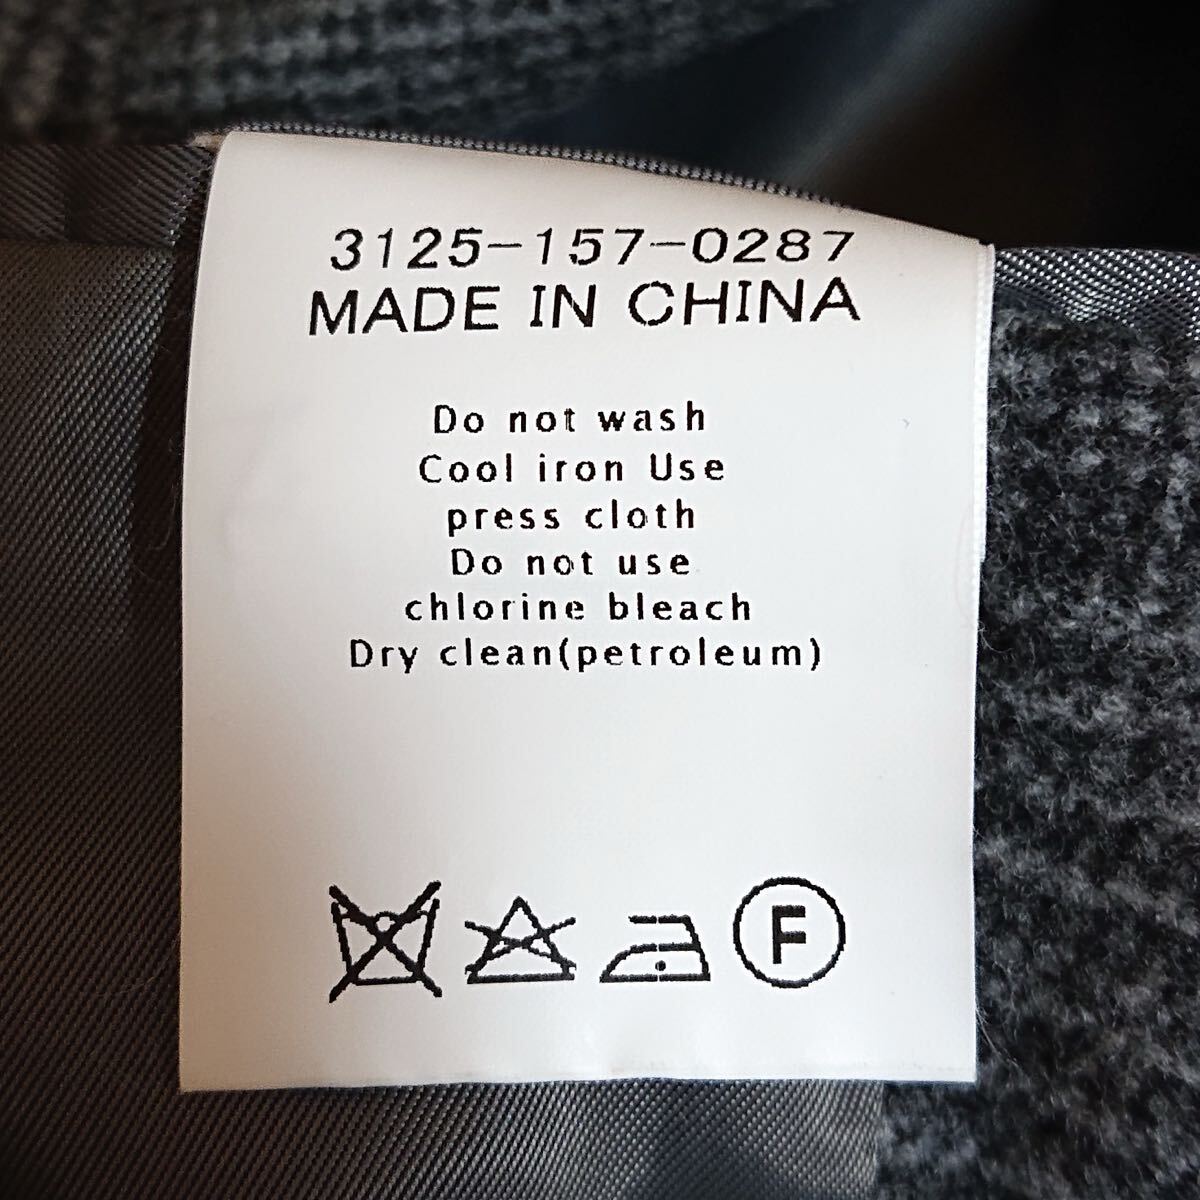 3125-157-0287
MADE IN CHINA
Do not wash
Cool iron Use
press cloth
Do not use
chlorine bleach
Dry clean(petroleum)
F